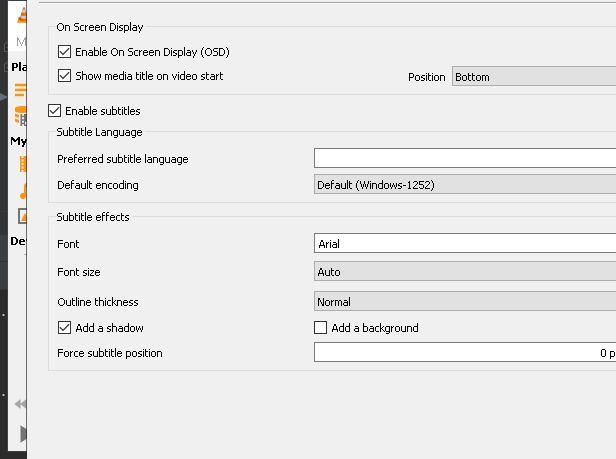 On Screen Display
Enable On Screen Display (OSD)
Show media title on video start
Position
Bottom
Enable subtitles
Subtitle Language
Preferred subtitle language
Default encoding
Default (Windows-1252)
Subtitle effects
Font
Arial
Font size
Auto
Outline thickness
Normal
Add a shadow
Add a background
Force subtitle position
0 p
M
Pla
My
De